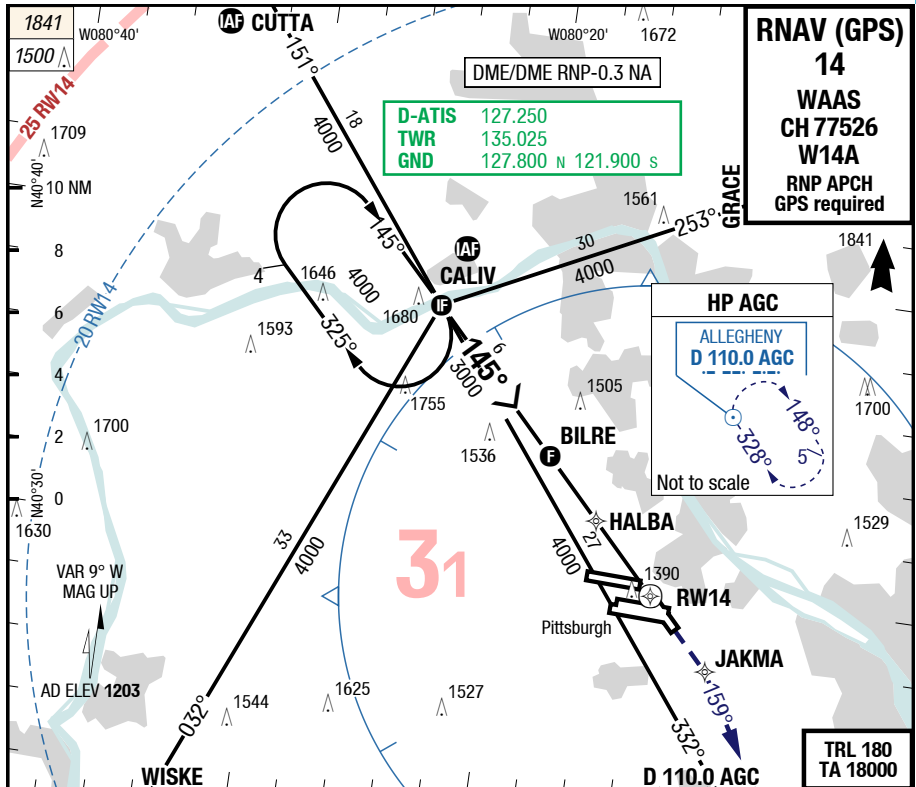 1841
1500
W080°40'
IAF CUTTA
W080°20'
1672
RNAV (GPS)
14
WAAS
CH 77526
W14A
RNP APCH
GPS required
DME/DME RNP-0.3 NA
25 RW14
151°
18
4000
D-ATIS 127.250
TWR 135.025
GND 127.800 N 121.900 S
1709
N40°40'
10 NM
145°
1561
GRACE
253°
30
4000
IAF
CALIV
IF
1841
8
4
1646
4000
6
1680
325°
20 RW14
1593
HP AGC
ALLEGHENY
D 110.0 AGC
148°
328°
5
Not to scale
6
145°
3000
4
1755
1505
1700
1700
2
1536
BILRE
F
N40°30'
0
1630
HALBA
27
1529
33
4000
4000
31
1390
RW14
VAR 9° W
MAG UP
Pittsburgh
JAKMA
AD ELEV 1203
159°
032°
1544
1625
1527
332°
WISKE
D 110.0 AGC
TRL 180
TA 18000